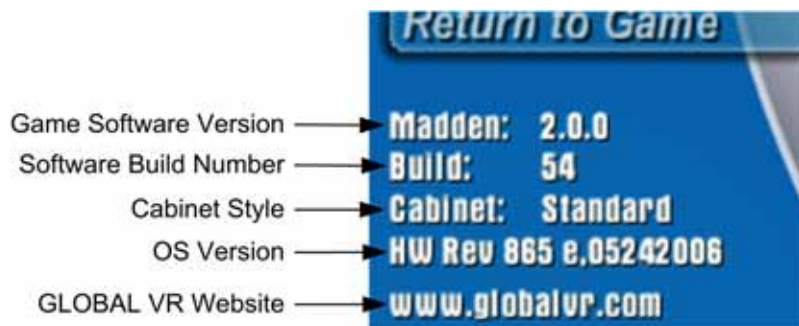 Return to Game
Game Software Version Madden: 2.0.0
Software Build Number Build: 54
Cabinet Style Cabinet: Standard
OS Version HW Rev 865 e,05242006
GLOBAL VR Website www.globalvr.com